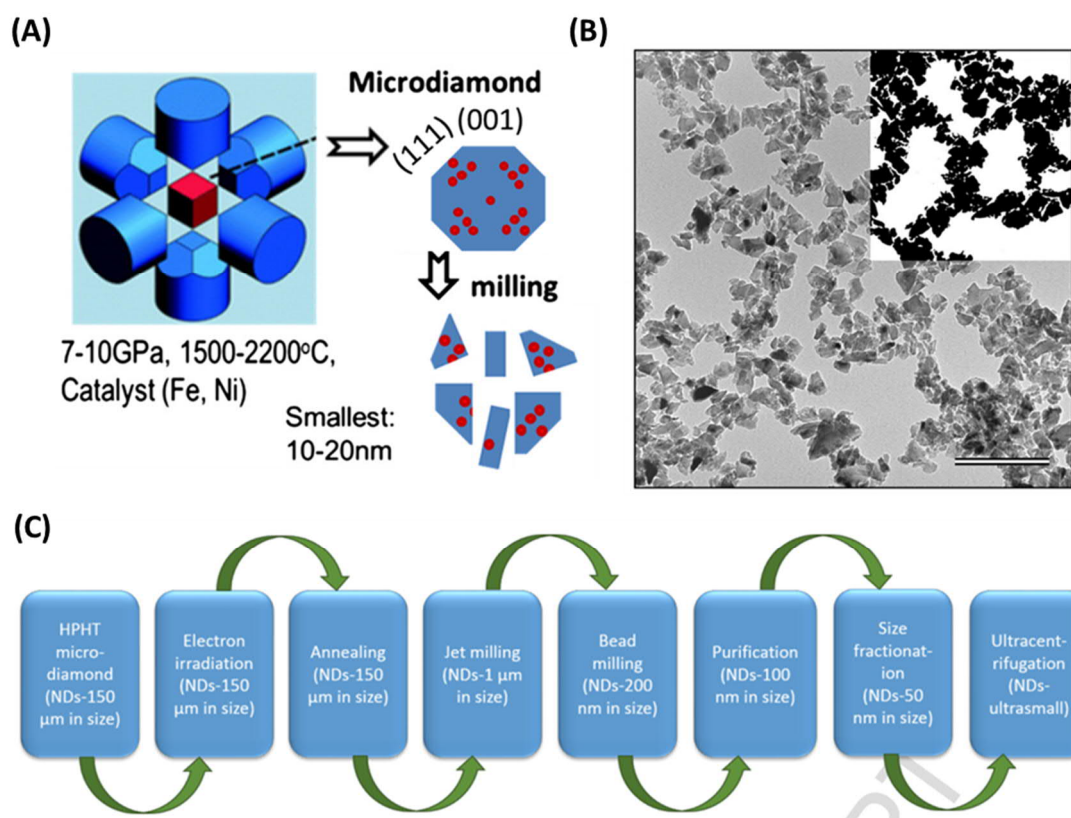 (A)
Microdiamond
(111) (001)
7-10GPa, 1500-2200°C,
Catalyst (Fe, Ni)
milling
Smallest:
10-20nm
(B)
(C)
HPHT
micro-
diamond
(NDs-150
µm in size)
Electron
irradiation
(NDs-150
µm in size)
Annealing
(NDs-150
µm in size)
Jet milling
(NDs-1 µm
in size)
Bead
milling
(NDs-200
nm in size)
Purification
(NDs-100
nm in size)
Size
fractionat-
ion
(NDs-50
nm in size)
Ultracent-
rifugation
(NDs-
ultrasmall)